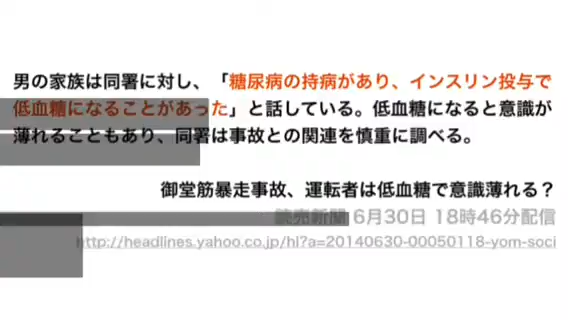 男の家族は同署に対し、「糖尿病の持病があり、インスリン投与で
低血糖になることがあった」と話している。低血糖になると意識が
薄れることもあり、同署は事故との関連を慎重に調べる。
御堂筋暴走事故、運転者は低血糖で意識薄れる？
読売新聞 6月30日 18時46分配信
http://headlines.yahoo.co.jp/hl?a=20140630-00050118-yom-soci